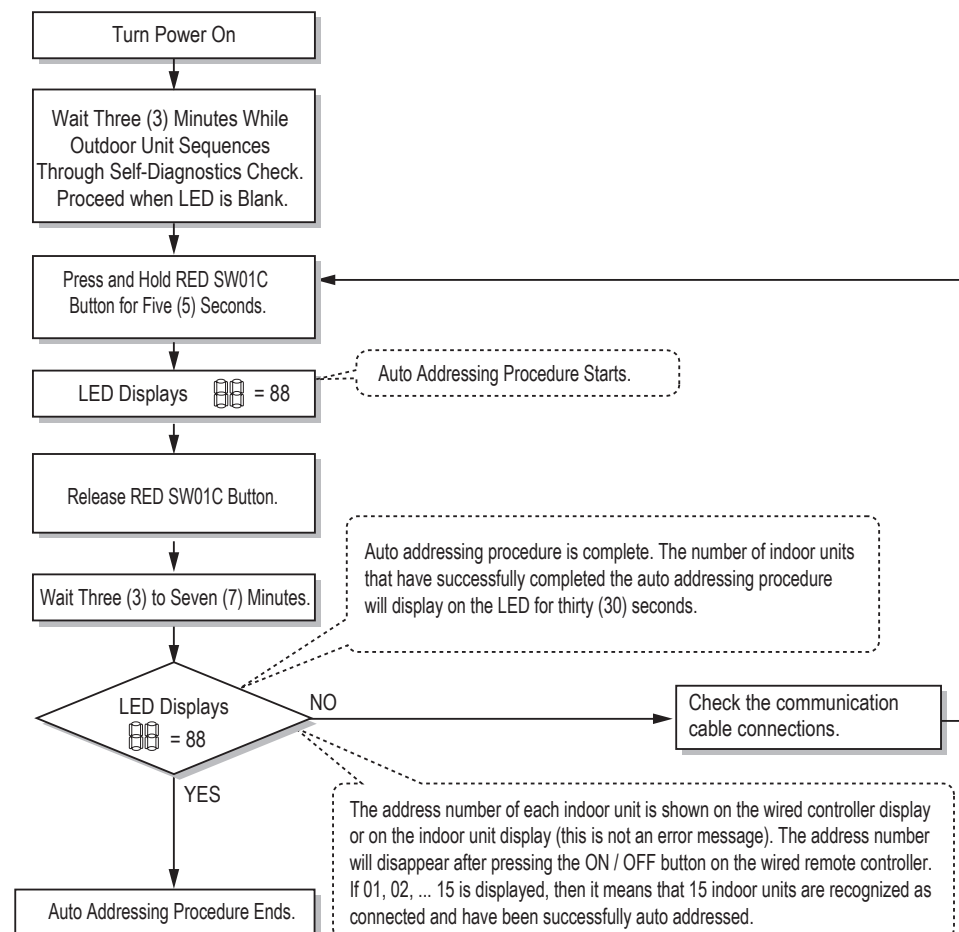 Turn Power On
Wait Three (3) Minutes While
Outdoor Unit Sequences
Through Self-Diagnostics Check.
Proceed when LED is Blank.
Press and Hold RED SW01C
Button for Five (5) Seconds.
LED Displays 88 = 88
Auto Addressing Procedure Starts.
Release RED SW01C Button.
Auto addressing procedure is complete. The number of indoor units
that have successfully completed the auto addressing procedure
will display on the LED for thirty (30) seconds.
Wait Three (3) to Seven (7) Minutes.
LED Displays
88 = 88
NO
Check the communication
cable connections.
YES
The address number of each indoor unit is shown on the wired controller display
or on the indoor unit display (this is not an error message). The address number
will disappear after pressing the ON / OFF button on the wired remote controller.
If 01, 02, ... 15 is displayed, then it means that 15 indoor units are recognized as
connected and have been successfully auto addressed.
Auto Addressing Procedure Ends.